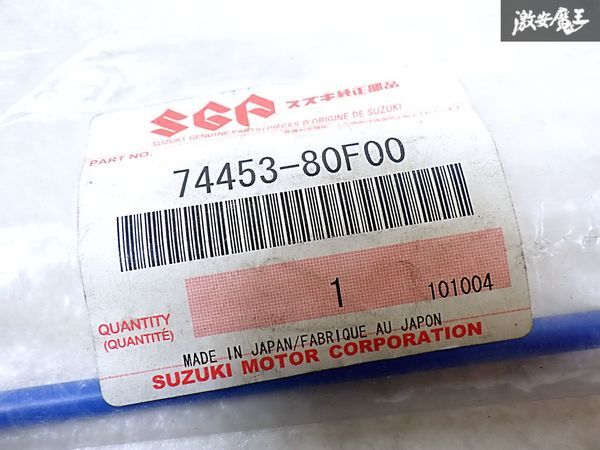 激安魔王
SGP スズキ純正部品
SUZUKI GENUINE PARTS/PIÈCES D'ORIGINE DE SUZUKI
PART NO.
74453-80F00
1
101004
QUANTITY
(QUANTITÉ)
MADE IN JAPAN/FABRIQUE AU JAPON
SUZUKI MOTOR CORPORATION